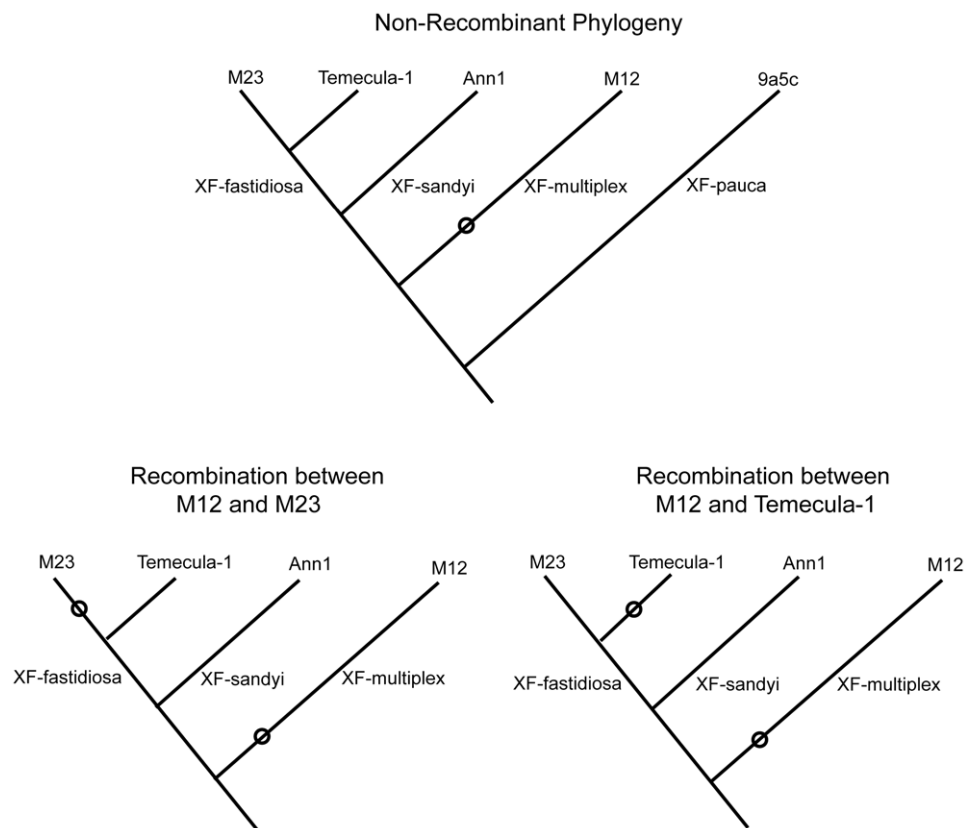 Non-Recombinant Phylogeny
M23
Temecula-1
Ann1
M12
9a5c
XF-fastidiosa
XF-sandyi
XF-multiplex
XF-pauca
Recombination between
M12 and M23
M23
Temecula-1
Ann1
M12
XF-fastidiosa
XF-sandyi
XF-multiplex
Recombination between
M12 and Temecula-1
M23
Temecula-1
Ann1
M12
XF-fastidiosa
XF-sandyi
XF-multiplex